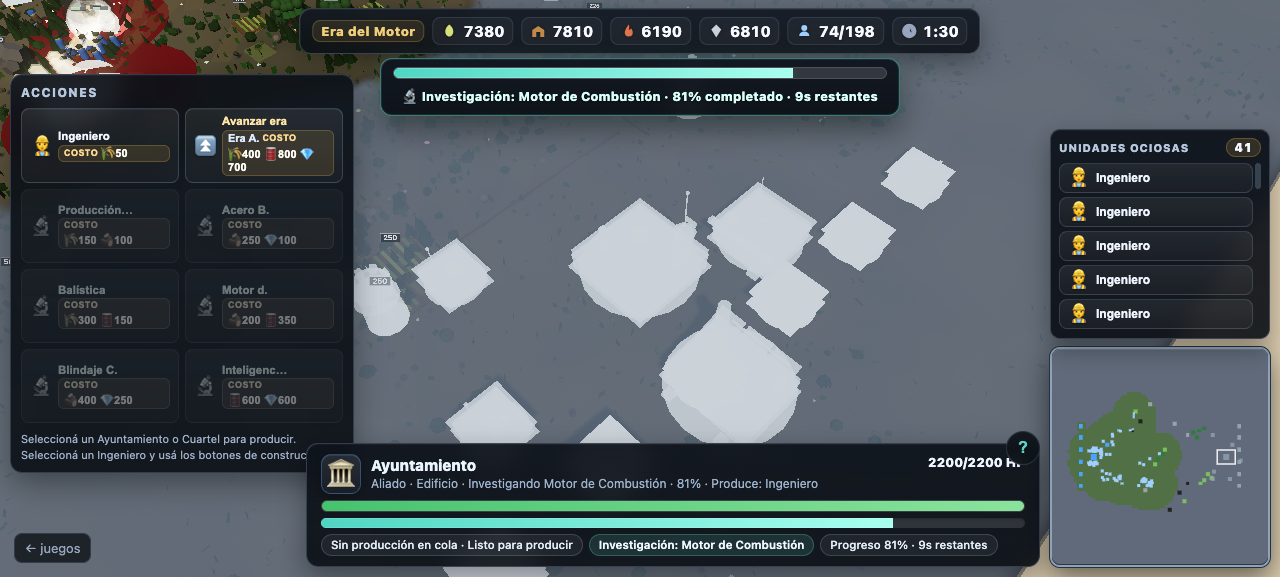 226
Era del Motor
7380
7810
6190
6810
74/198
1:30
Investigación: Motor de Combustión · 81% completado · 9s restantes
ACCIONES
Ingeniero
COSTO 50
Avanzar era
Era A. COSTO
400 800
700
Producción...
COSTO
150 100
Acero B.
COSTO
250 100
Balística
COSTO
300 150
Motor d.
COSTO
200 350
Blindaje C.
COSTO
400 250
Inteligenc...
COSTO
600 600
Seleccioná un Ayuntamiento o Cuartel para producir.
Seleccioná un Ingeniero y usá los botones de construc
250
260
UNIDADES OCIOSAS 41
Ingeniero
Ingeniero
Ingeniero
Ingeniero
Ingeniero
?
Ayuntamiento
2200/2200
Aliado · Edificio · Investigando Motor de Combustión · 81% · Produce: Ingeniero
Sin producción en cola · Listo para producir
Investigación: Motor de Combustión
Progreso 81% · 9s restantes
← juegos